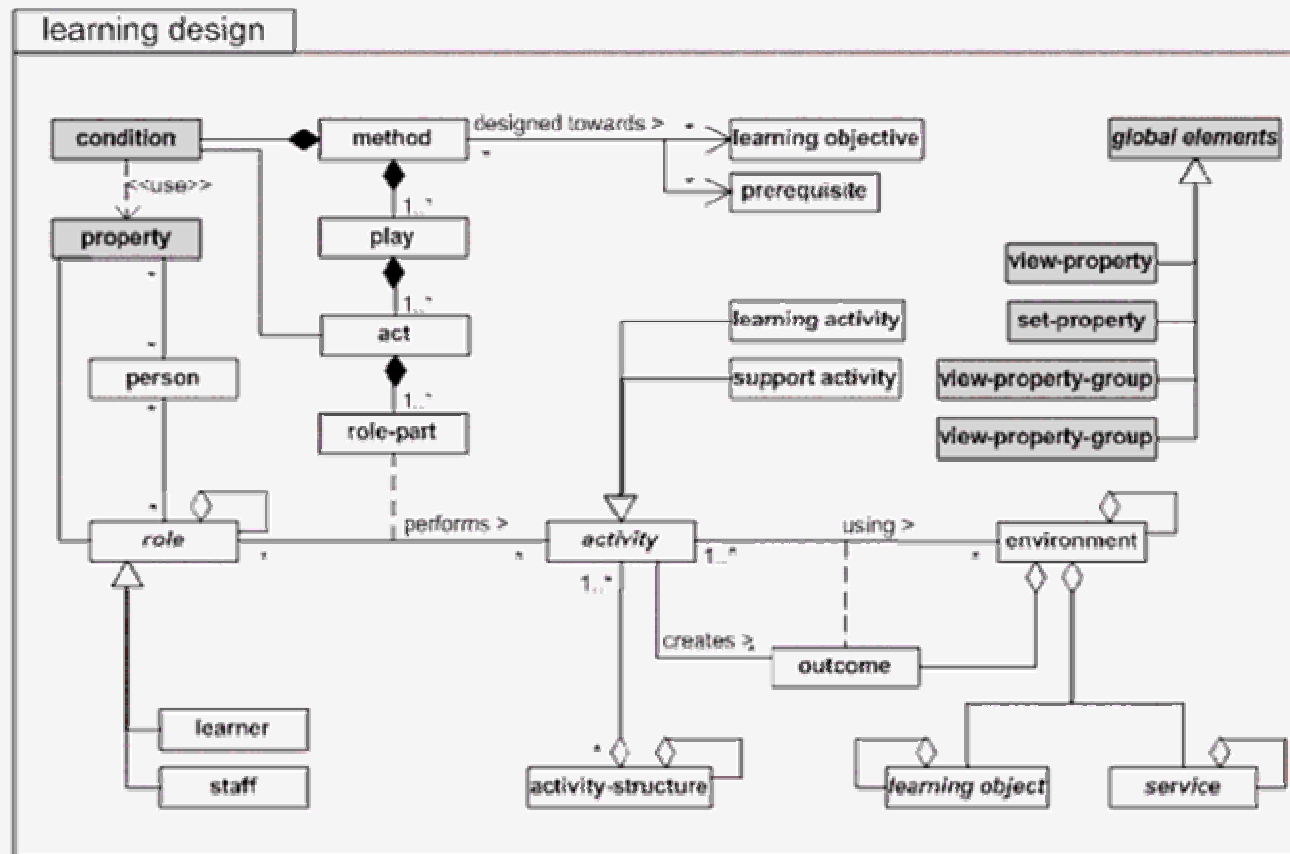 learning design
condition
method
designed towards >
*
*
learning objective
global elements
<<use>>
*
prerequisite
1..*
property
play
*
view-property
1..*
learning activity
set-property
act
*
person
support activity
view-property-group
*
1..*
role-part
view-property-group
*
role
performs >
activity
using >
environment
*
*
1..*
*
1..*
creates >
*
outcome
learner
*
staff
activity-structure
learning object
service